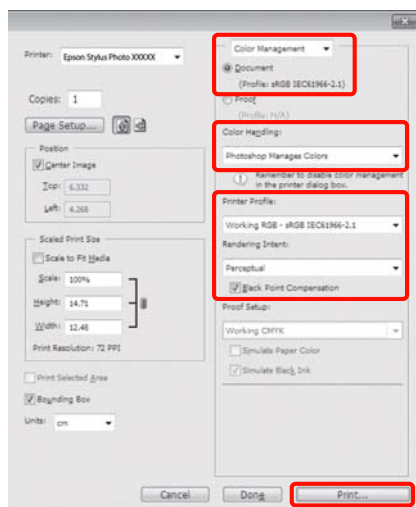 Printer:
Epson Stylus Photo XXXXX
Copies: 1
Page Setup...
Position
Center Image
Top: 6.332
Left: 4.268
Scaled Print Size
Scale to Fit Media
Scale: 100%
Height: 14.71
Width: 12.48
Print Resolution: 72 PPI
Print Selected Area
Bounding Box
Units: cm
Color Management
Document
(Profile: sRGB IEC61966-2.1)
Proof
(Profile: N/A)
Color Handling:
Photoshop Manages Colors
Remember to disable color management
in the printer dialog box.
Printer Profile:
Working RGB - sRGB IEC61966-2.1
Rendering Intent:
Perceptual
Black Point Compensation
Proof Setup:
Working CMYK
Simulate Paper Color
Simulate Black Ink
Cancel
Done
Print...